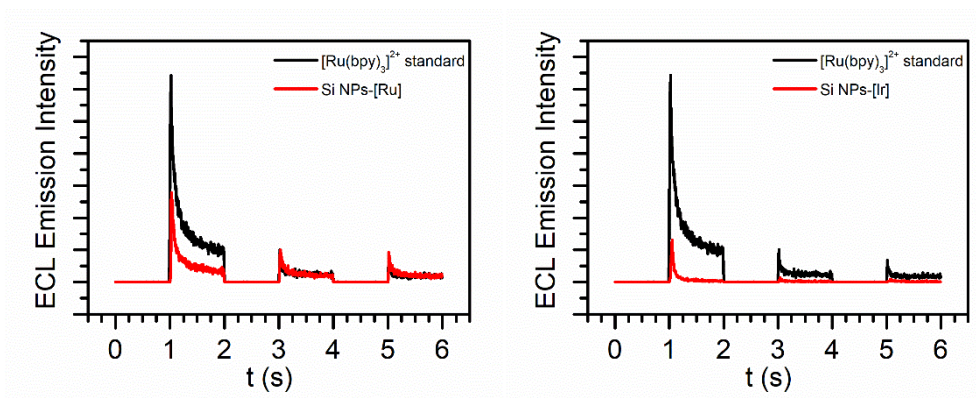 ECL Emission Intensity
[Ru(bpy)₃]²⁺ standard
Si NPs-[Ru]
0 1 2 3 4 5 6
t (s)
ECL Emission Intensity
[Ru(bpy)₃]²⁺ standard
Si NPs-[Ir]
0 1 2 3 4 5 6
t (s)